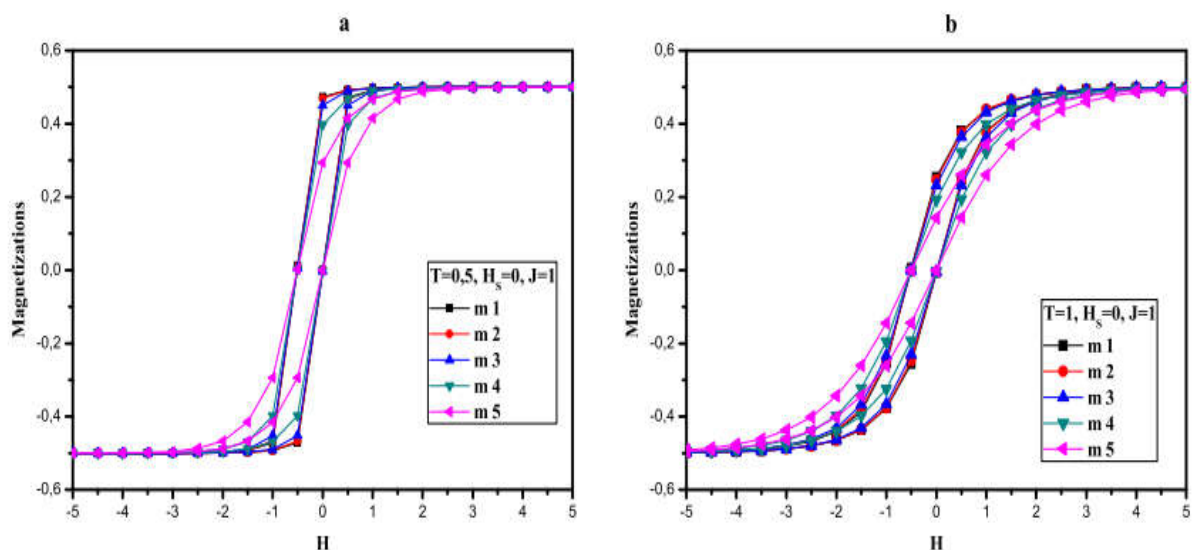 a
0,6
0,4
0,2
0,0
-0,2
-0,4
-0,6
Magnetizations
-5 -4 -3 -2 -1 0 1 2 3 4 5
H
T=0,5, H_S=0, J=1
m 1
m 2
m 3
m 4
m 5
b
0,6
0,4
0,2
0,0
-0,2
-0,4
-0,6
Magnetizations
-5 -4 -3 -2 -1 0 1 2 3 4 5
H
T=1, H_S=0, J=1
m 1
m 2
m 3
m 4
m 5